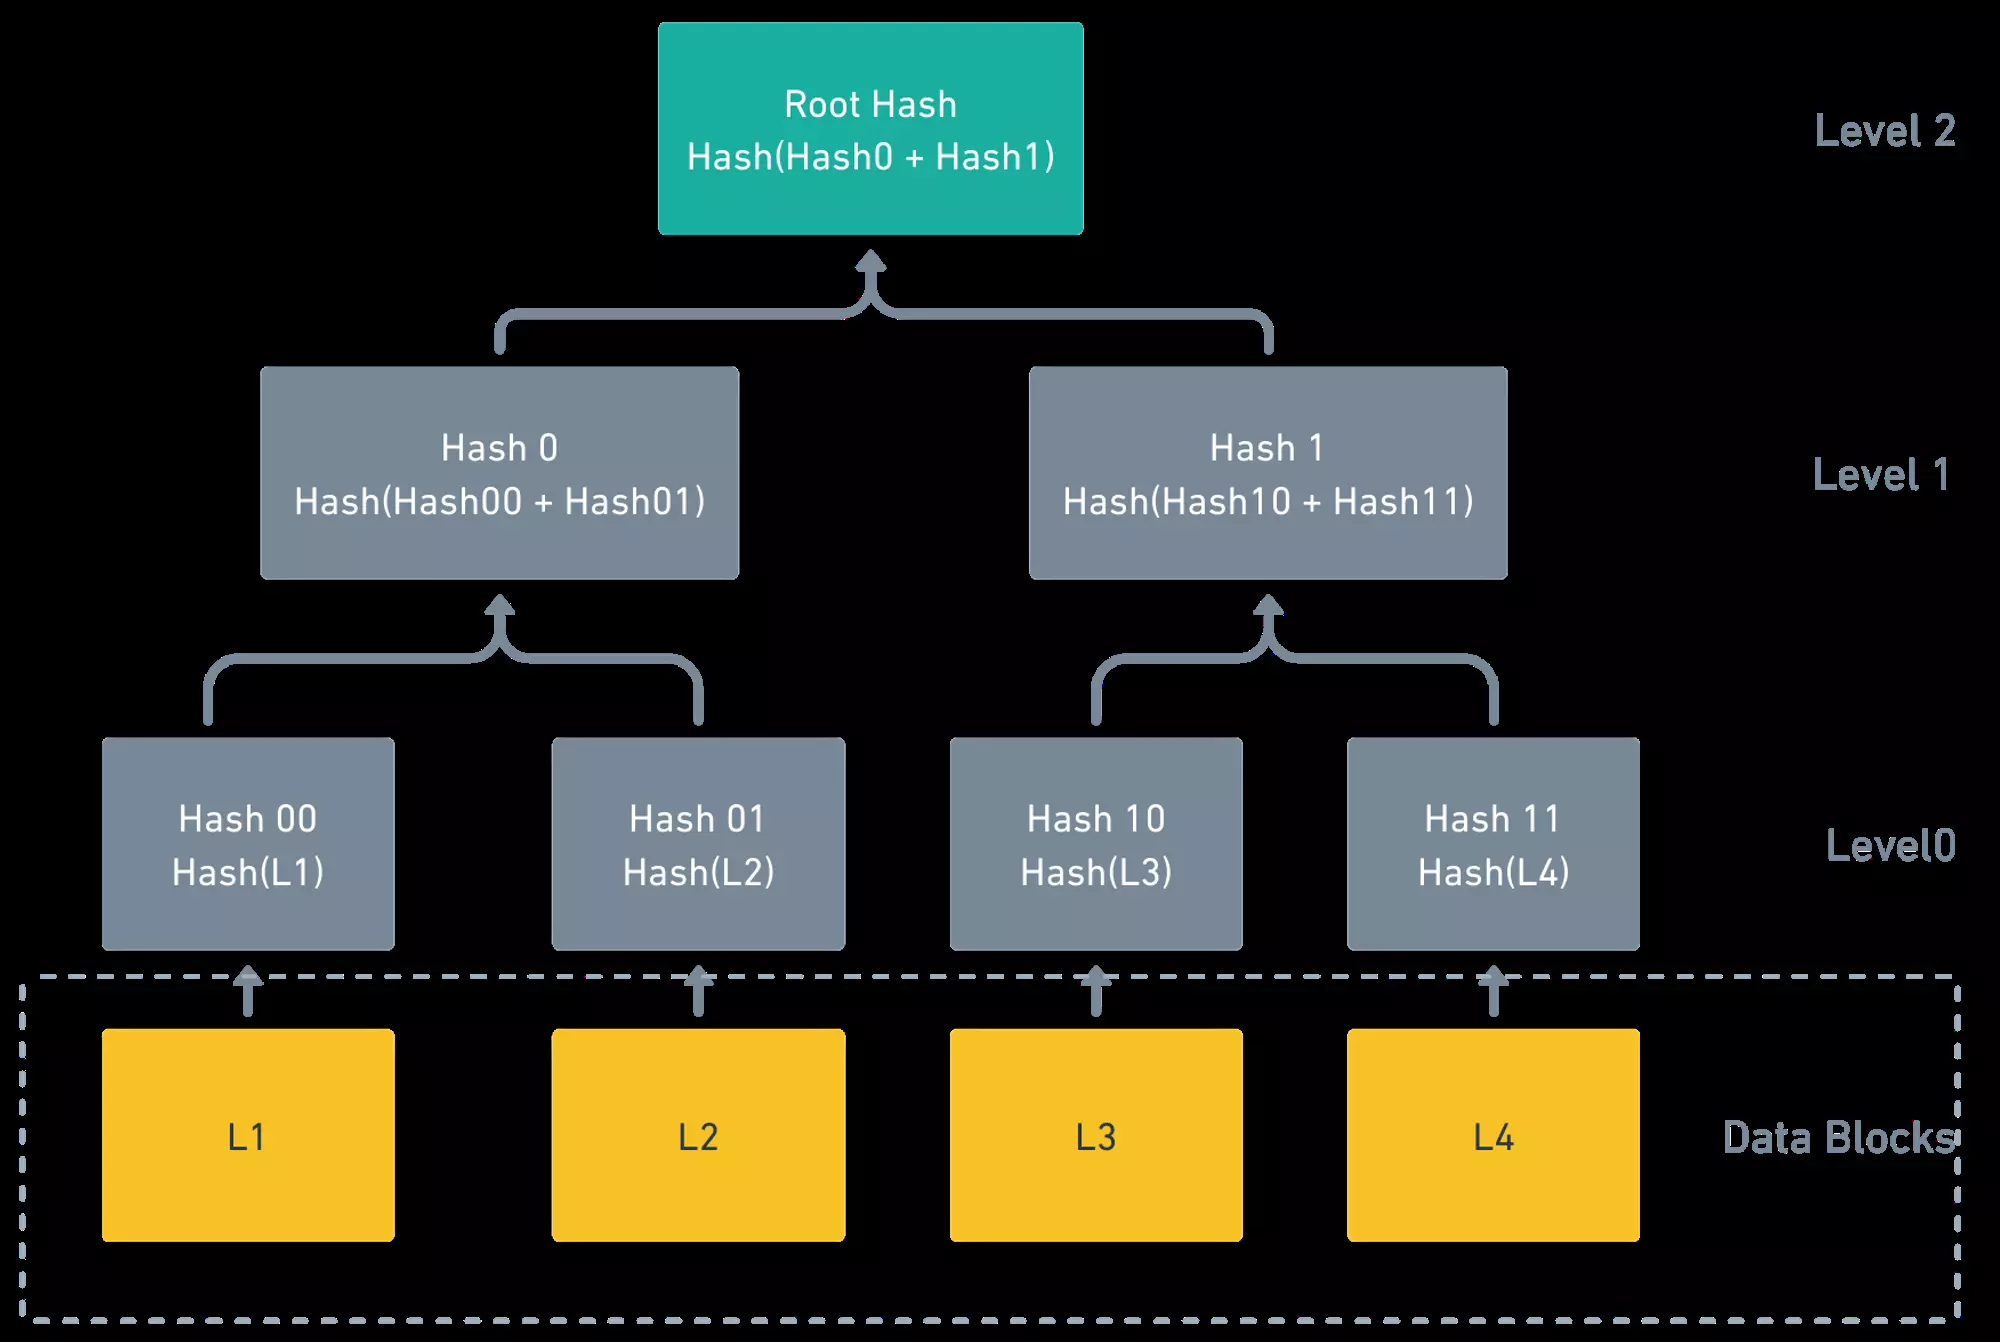 Root Hash
Hash(Hash0 + Hash1)
Level 2
Hash 0
Hash(Hash00 + Hash01)
Hash 1
Hash(Hash10 + Hash11)
Level 1
Hash 00
Hash(L1)
Hash 01
Hash(L2)
Hash 10
Hash(L3)
Hash 11
Hash(L4)
Level0
L1
L2
L3
L4
Data Blocks